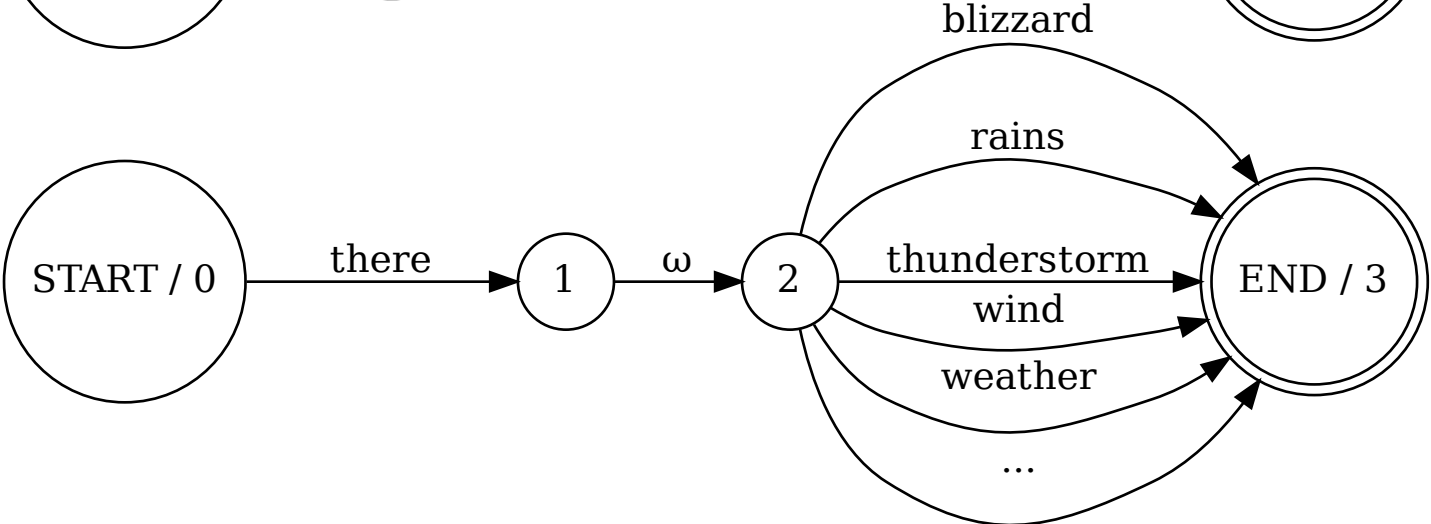 blizzard
rains
START / 0 there 1 ω 2 thunderstorm END / 3
wind
weather
...